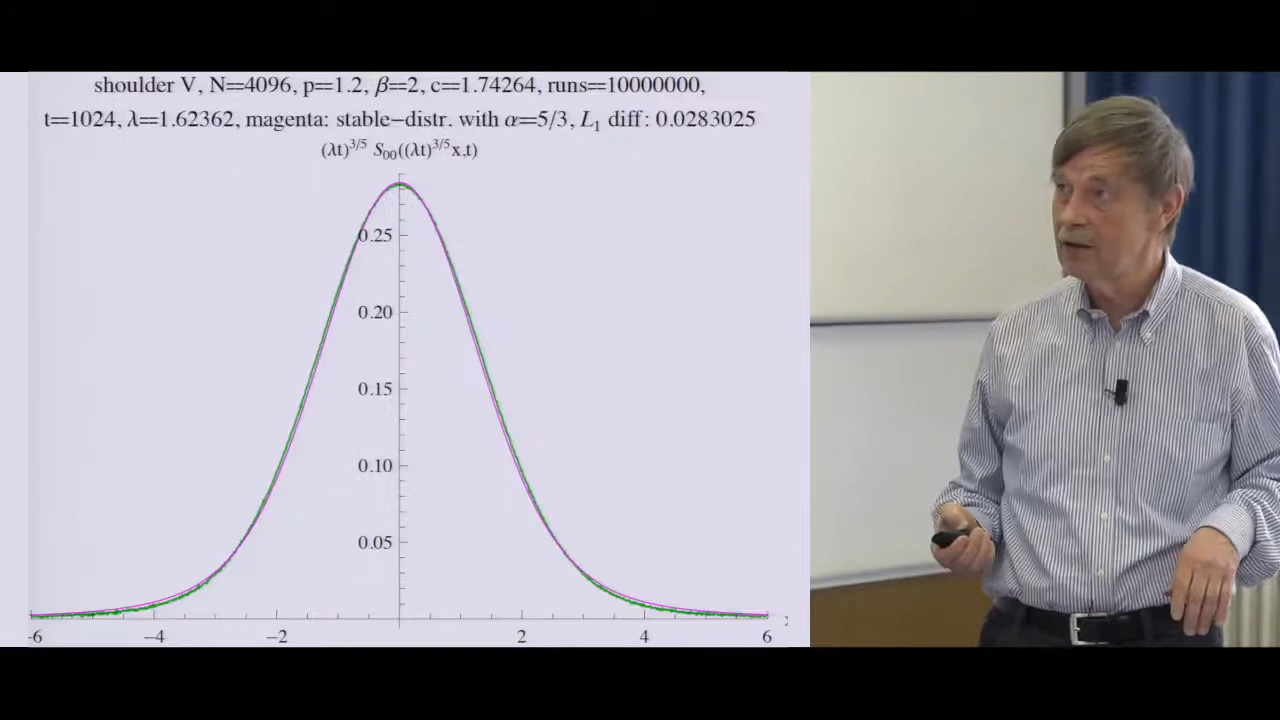 shoulder V, N==4096, p==1.2, β==2, c==1.74264, runs==10000000,
t==1024, λ==1.62362, magenta: stable−distr. with α==5/3, L₁ diff: 0.0283025
(λt)^3/5 S₀₀((λt)^3/5x,t)
0.25
0.20
0.15
0.10
0.05
-6 −4 −2 2 4 6